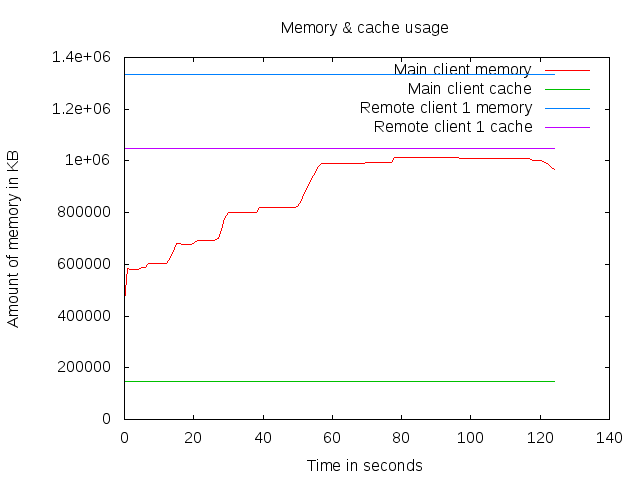 Memory & cache usage
1.4e+06
1.2e+06
1e+06
800000
600000
400000
200000
0
Amount of memory in KB
Main client memory
Main client cache
Remote client 1 memory
Remote client 1 cache
0 20 40 60 80 100 120 140
Time in seconds